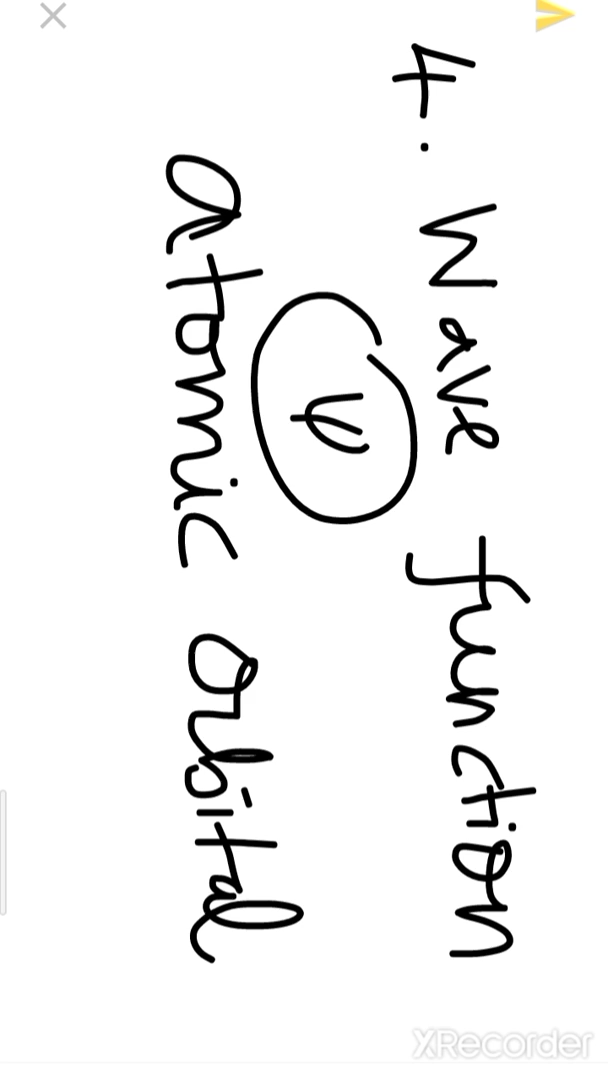 4. Wave function
ψ
atomic orbital
XRecorder